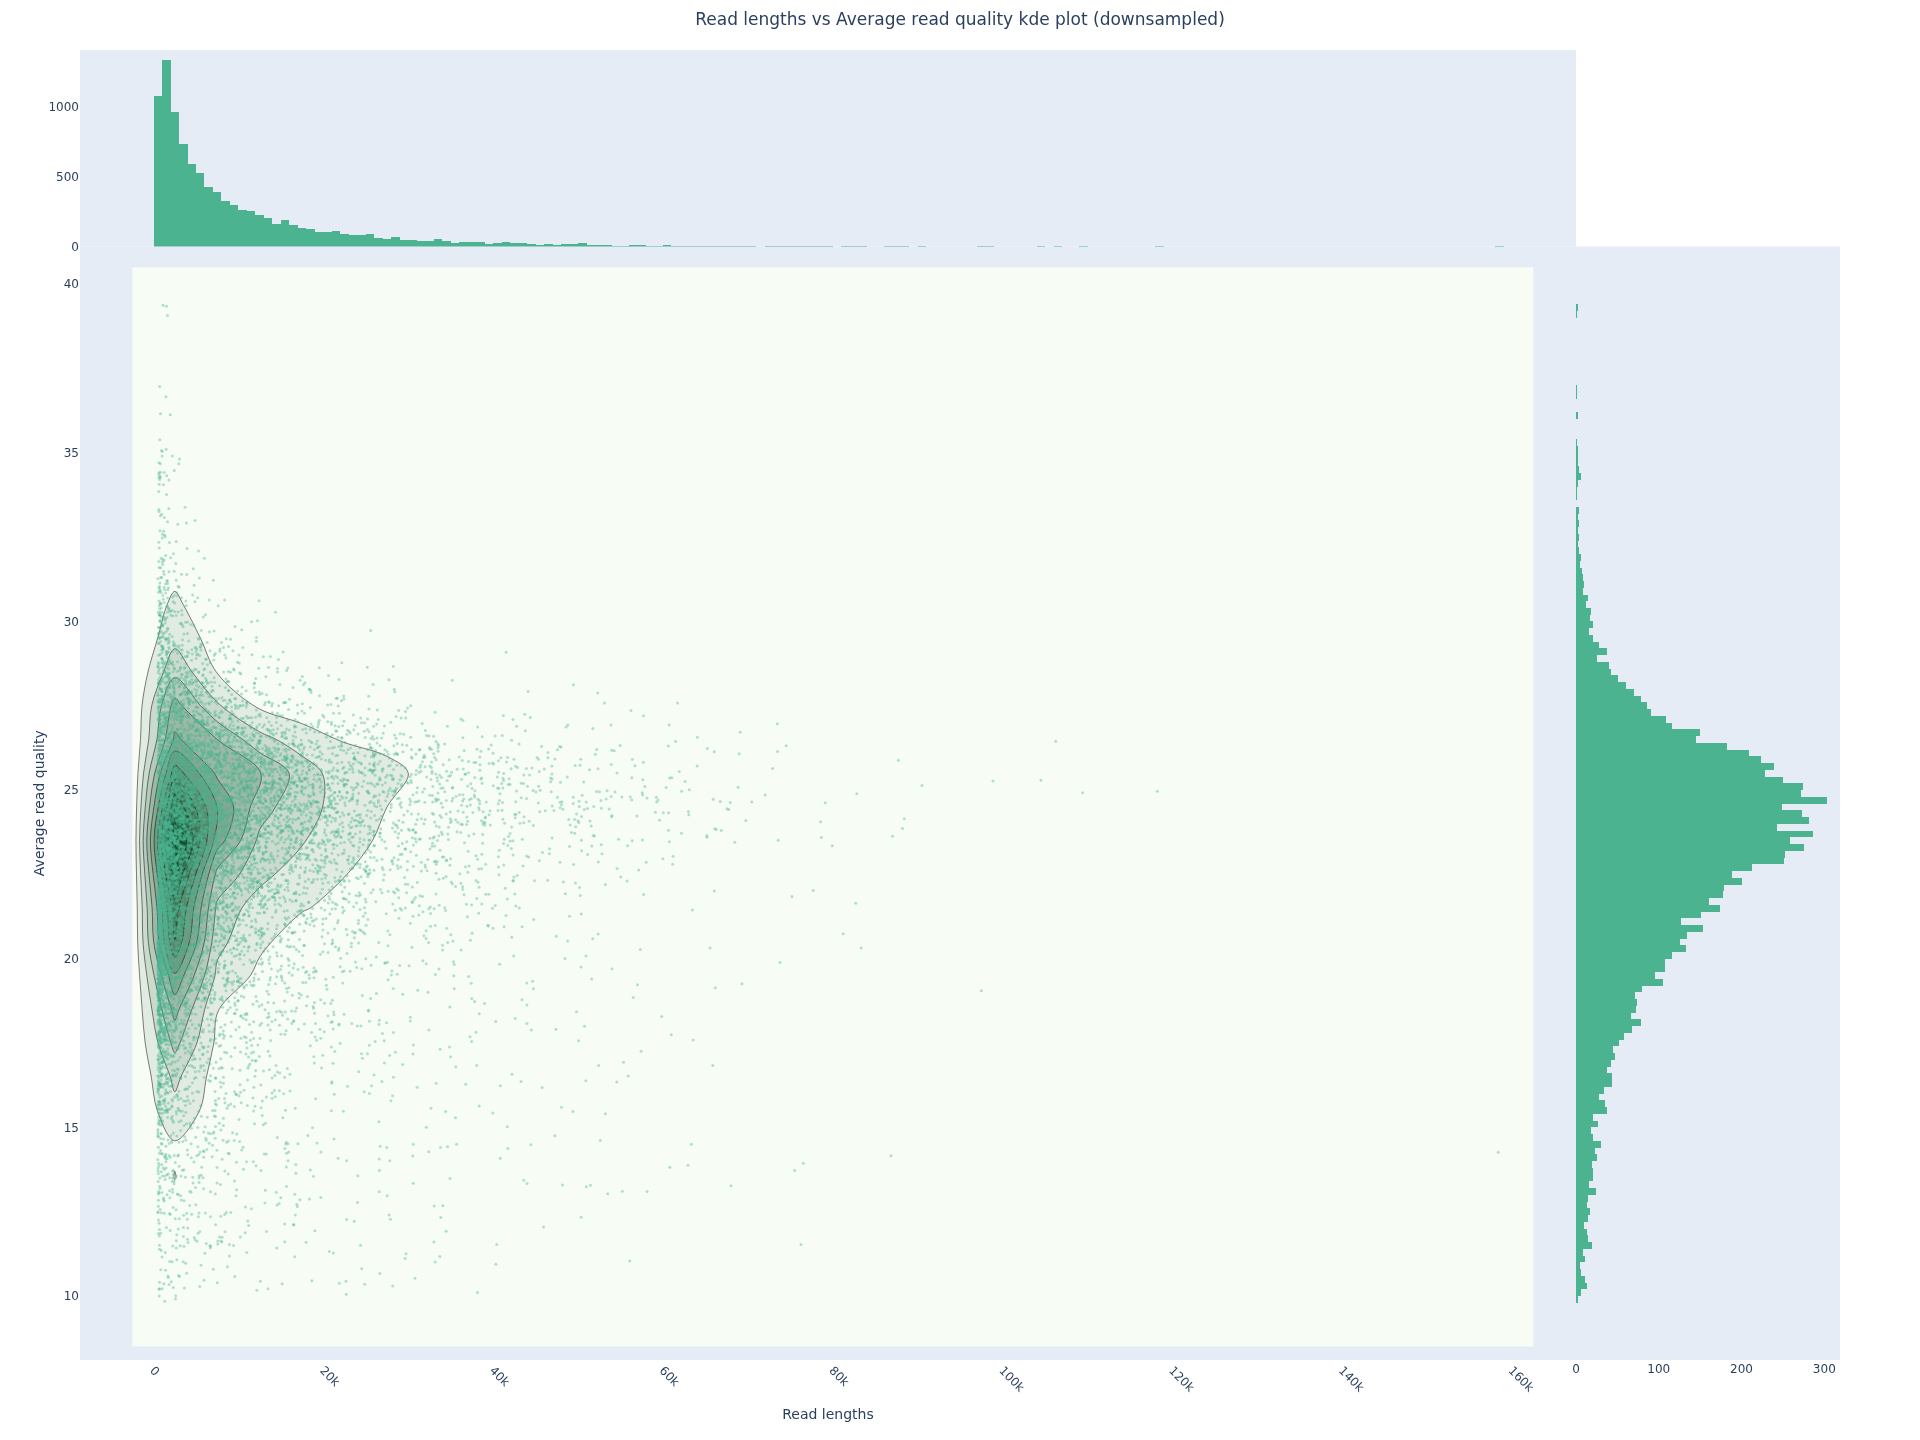 Read lengths vs Average read quality kde plot (downsampled)
1000
500
0
40
35
30
25
20
15
10
Average read quality
0
20k
40k
60k
80k
100k
120k
140k
160k
0
100
200
300
Read lengths